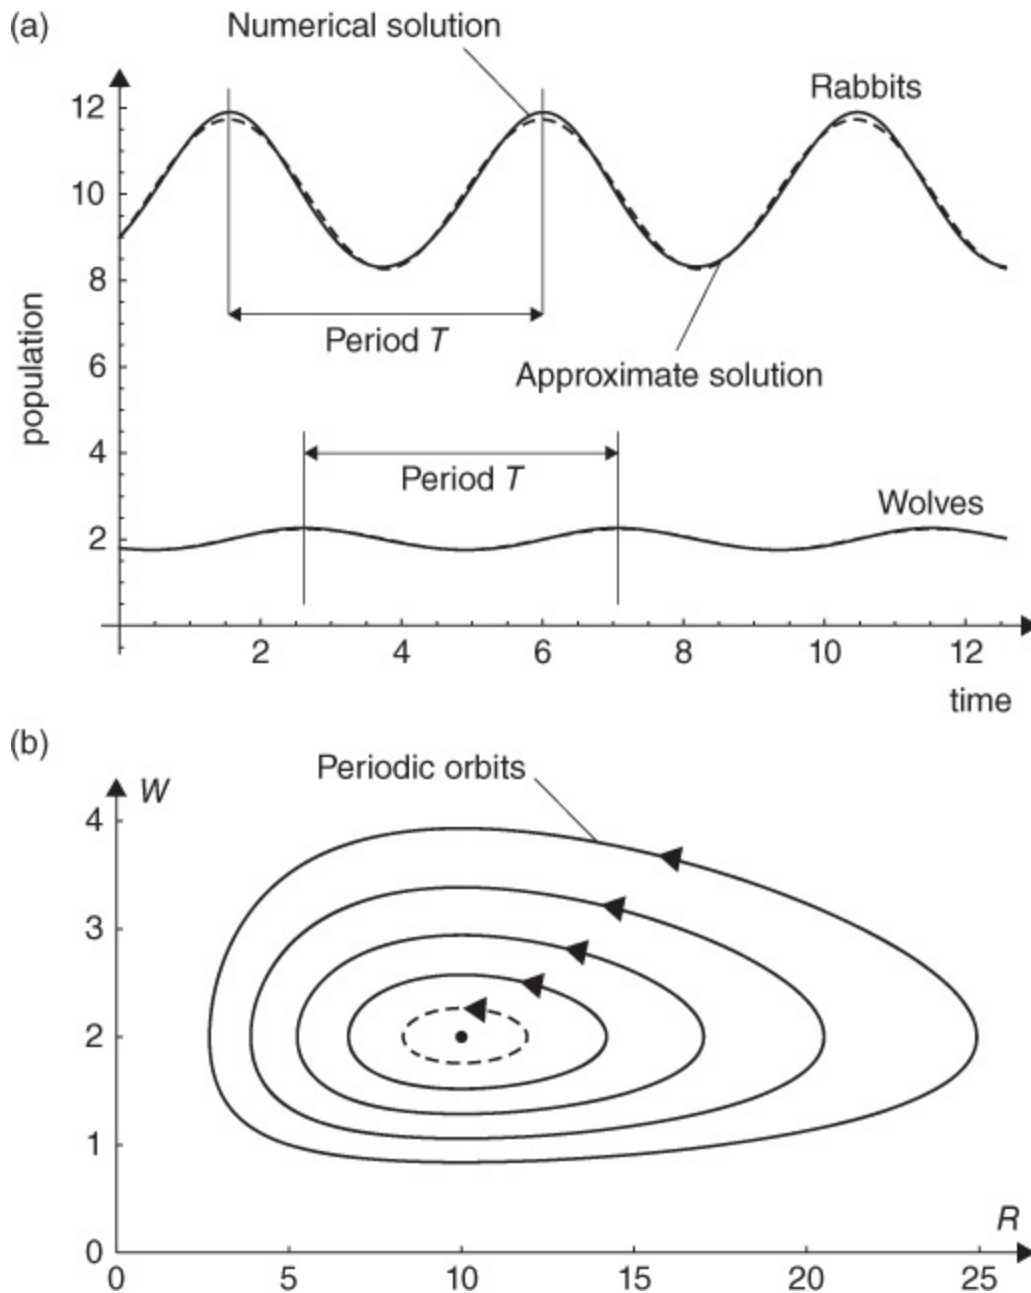 (a)
Numerical solution
Rabbits
12
10
8
6
4
2
population
Period T
Approximate solution
Period T
Wolves
2
4
6
8
10
12
time
(b)
Periodic orbits
W
4
3
2
1
0
R
0
5
10
15
20
25